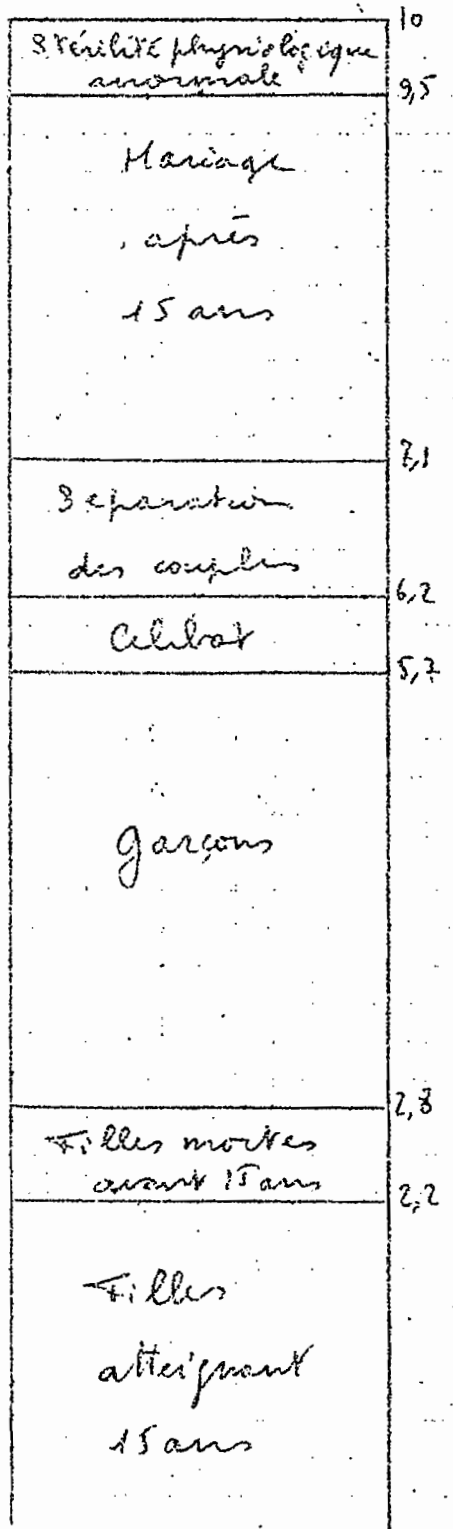 10
Stérilité physiologique
anormale
9,5
Mariage
après
15 ans
7,1
Séparation
des couples
6,2
Célibat
5,7
Garçons
2,8
Filles mortes
avant 15 ans
2,2
Filles
atteignant
15 ans